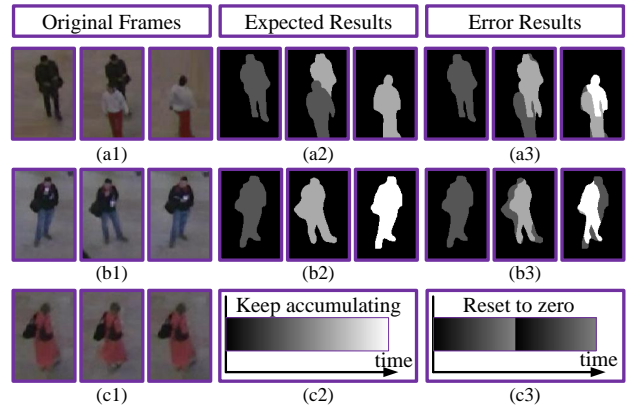 Original Frames
Expected Results
Error Results
(a1)
(a2)
(a3)
(b1)
(b2)
(b3)
Keep accumulating
time
Reset to zero
time
(c1)
(c2)
(c3)